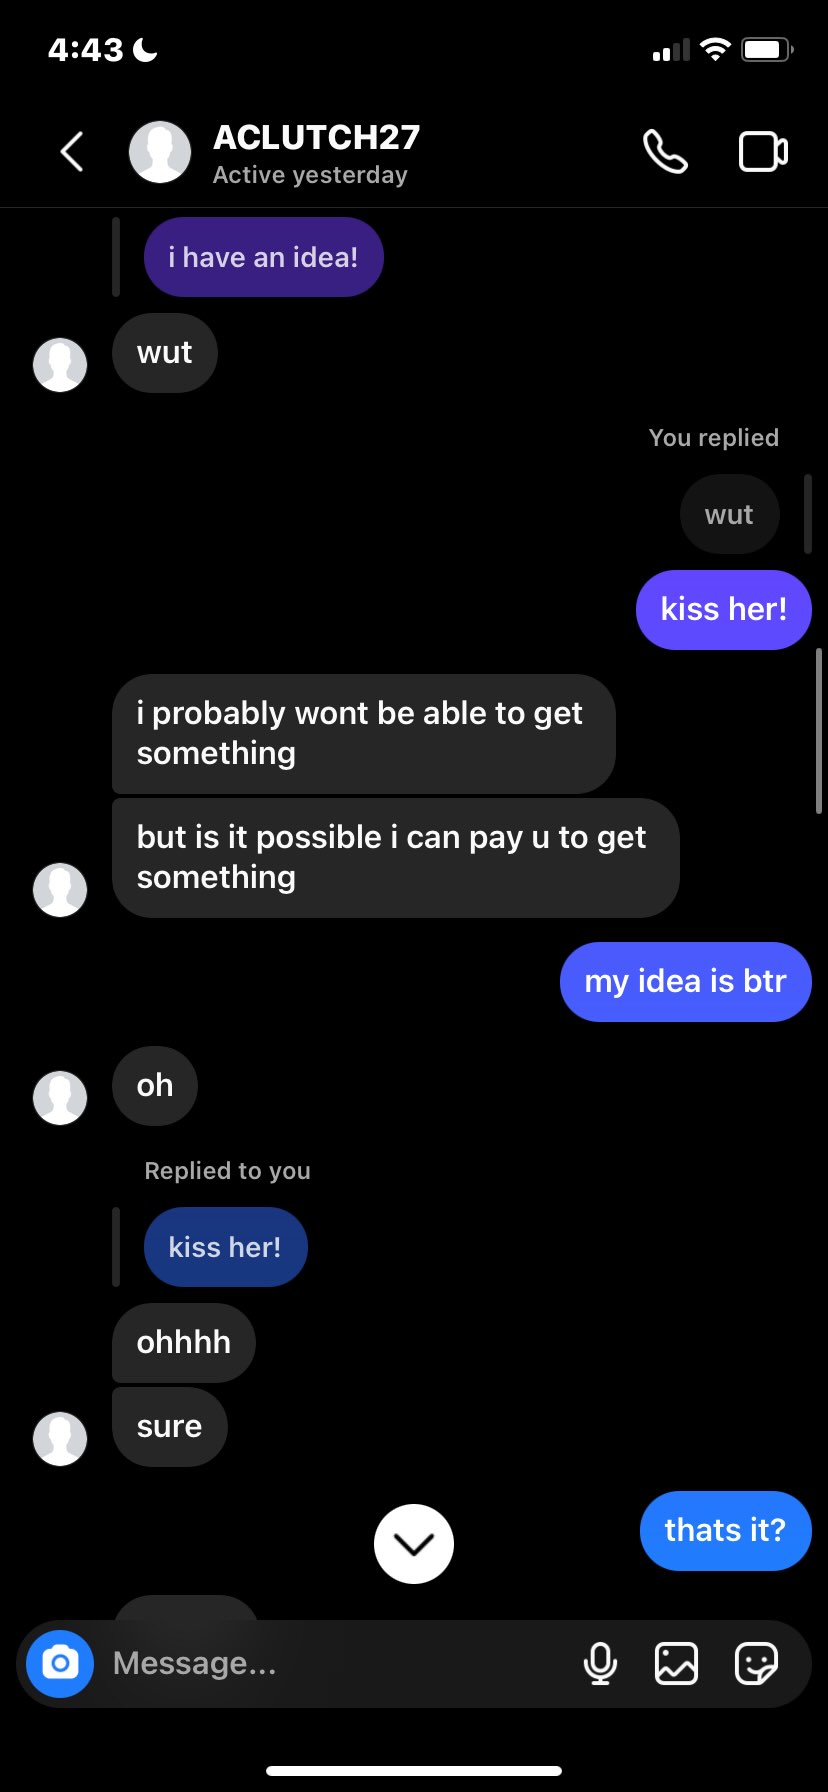 4:43
ACLUTCH27
Active yesterday
i have an idea!
wut
You replied
wut
kiss her!
i probably wont be able to get
something
but is it possible i can pay u to get
something
my idea is btr
oh
Replied to you
kiss her!
ohhhh
sure
thats it?
Message...